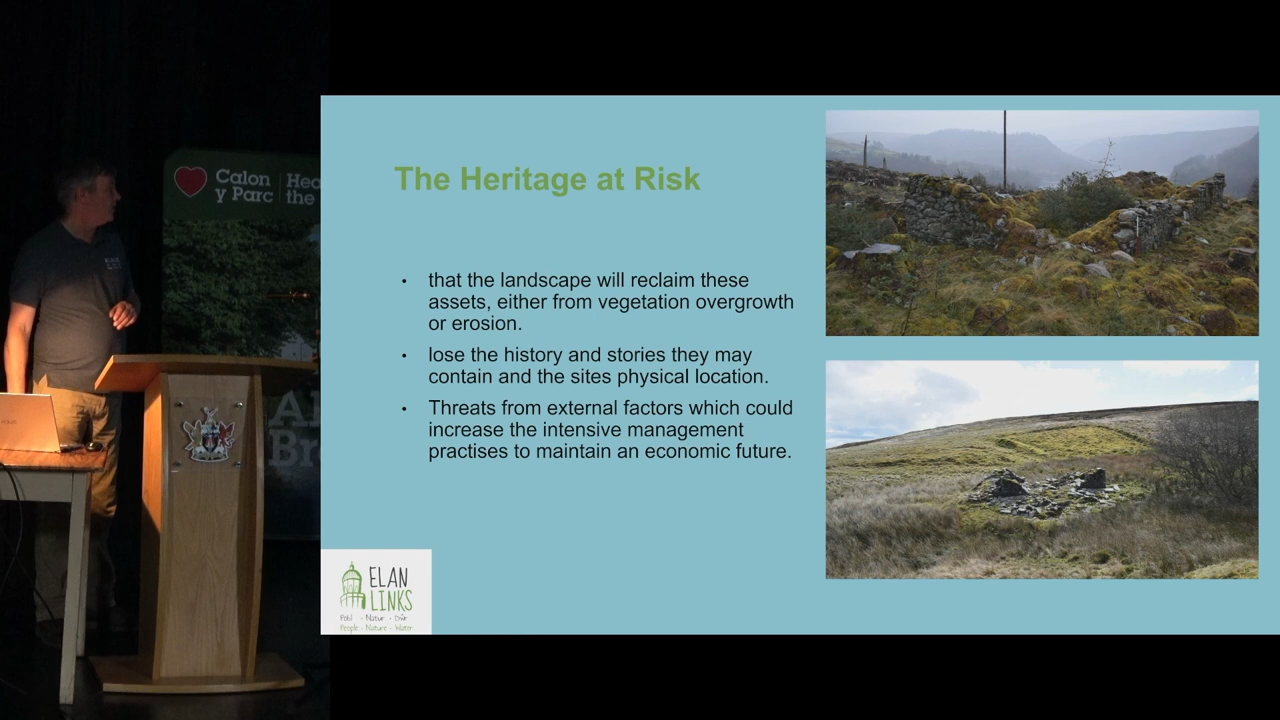 Calon
y Parc
Hea
the
The Heritage at Risk
• that the landscape will reclaim these
assets, either from vegetation overgrowth
or erosion.
• lose the history and stories they may
contain and the sites physical location.
• Threats from external factors which could
increase the intensive management
practises to maintain an economic future.
ELAN
LINKS
Pobl - Natur - Dŵr
People - Nature - Water